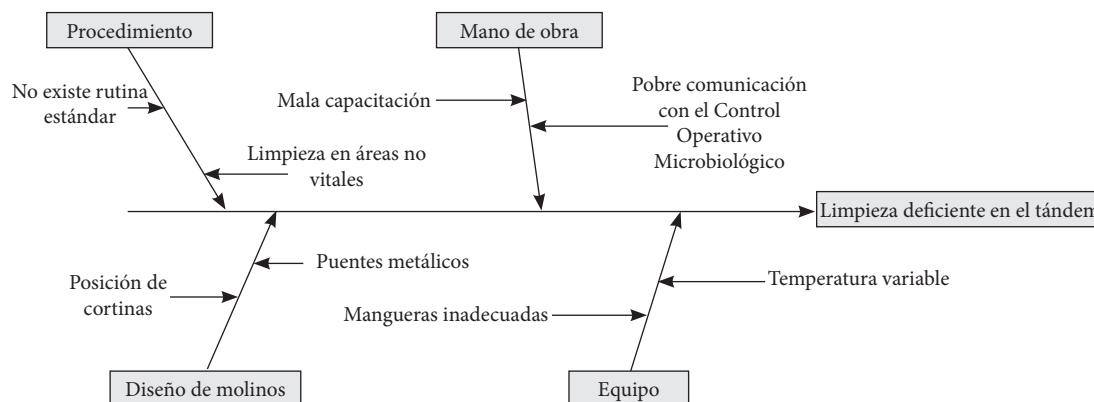 Procedimiento
Mano de obra
No existe rutina
estándar
Mala capacitación
Pobre comunicación
con el Control
Operativo
Microbiológico
Limpieza en áreas no
vitales
Limpieza deficiente en el tándem
Puentes metálicos
Posición de
cortinas
Temperatura variable
Mangueras inadecuadas
Diseño de molinos
Equipo